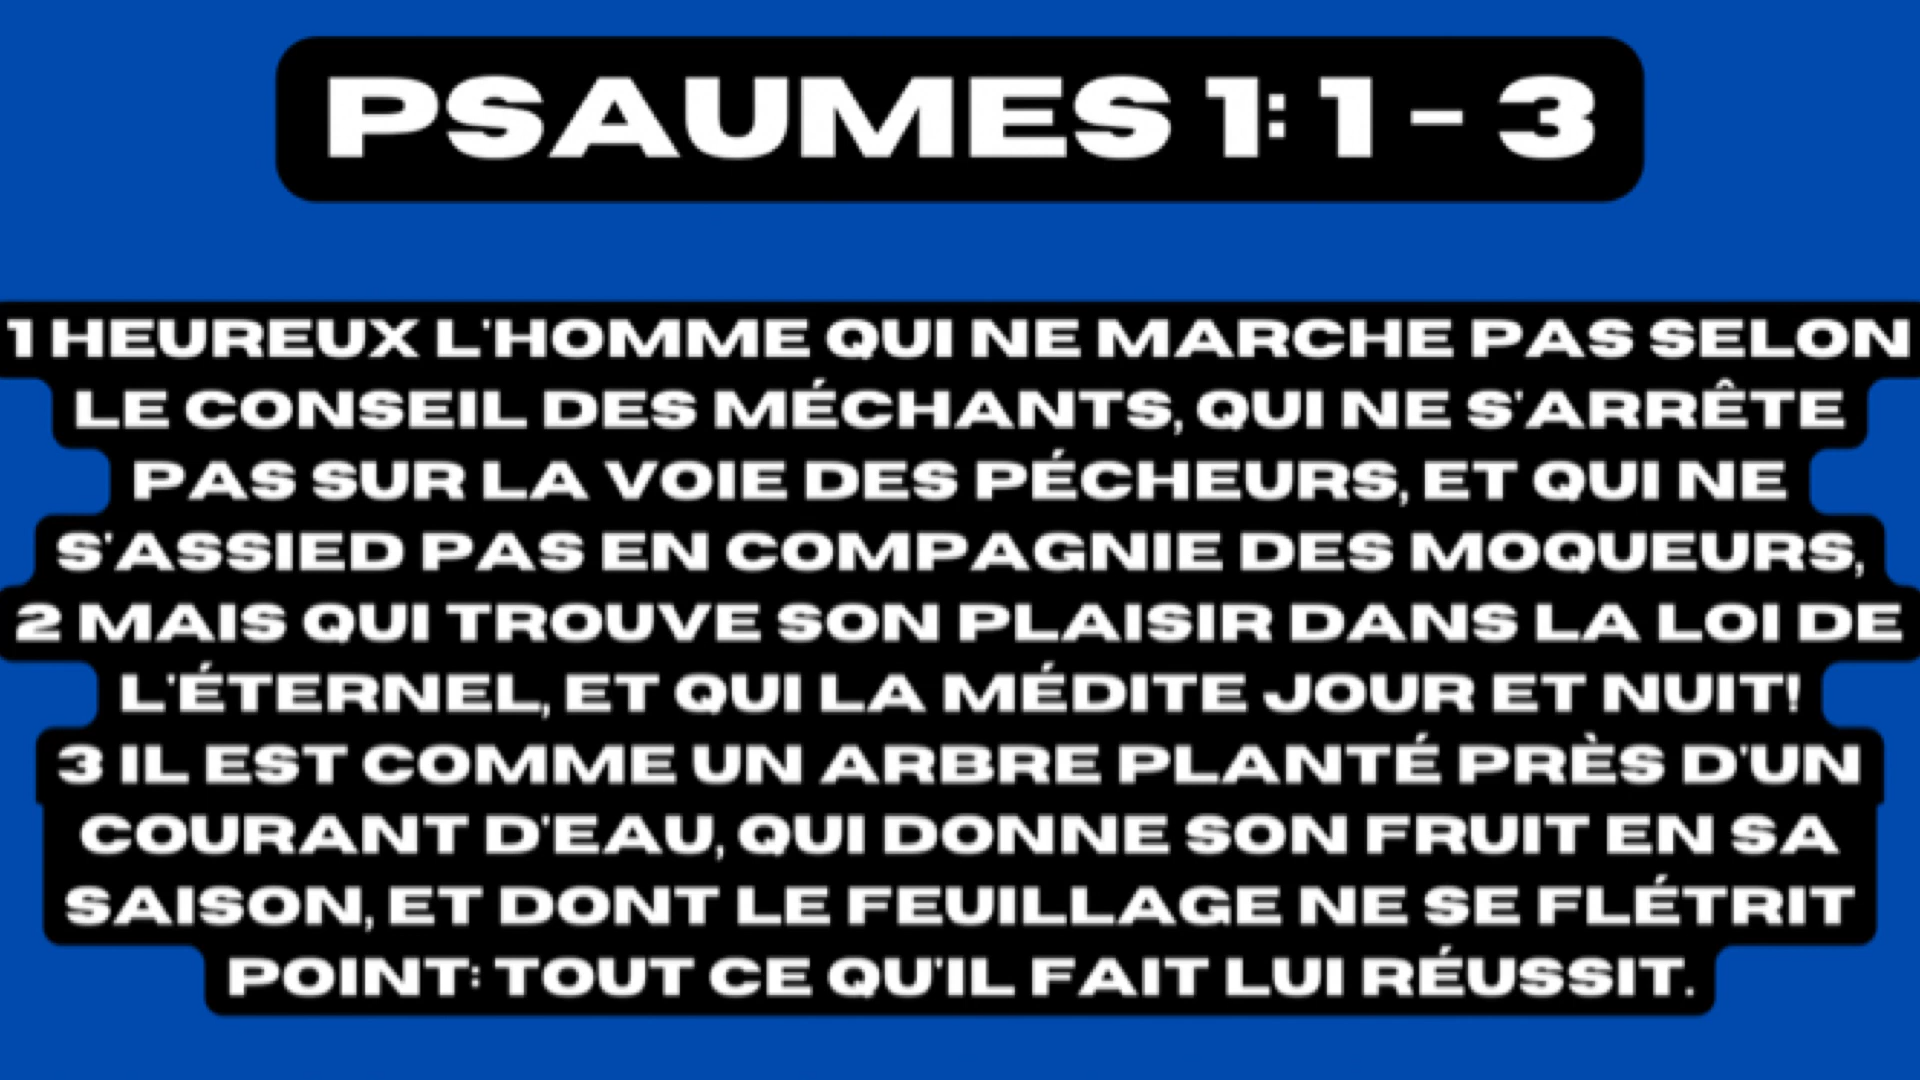 PSAUMES 1: 1 - 3
1 HEUREUX L'HOMME QUI NE MARCHE PAS SELON
LE CONSEIL DES MÉCHANTS, QUI NE S'ARRÊTE
PAS SUR LA VOIE DES PÉCHEURS, ET QUI NE
S'ASSIED PAS EN COMPAGNIE DES MOQUEURS,
2 MAIS QUI TROUVE SON PLAISIR DANS LA LOI DE
L'ÉTERNEL, ET QUI LA MÉDITE JOUR ET NUIT!
3 IL EST COMME UN ARBRE PLANTÉ PRÈS D'UN
COURANT D'EAU, QUI DONNE SON FRUIT EN SA
SAISON, ET DONT LE FEUILLAGE NE SE FLÉTRIT
POINT: TOUT CE QU'IL FAIT LUI RÉUSSIT.